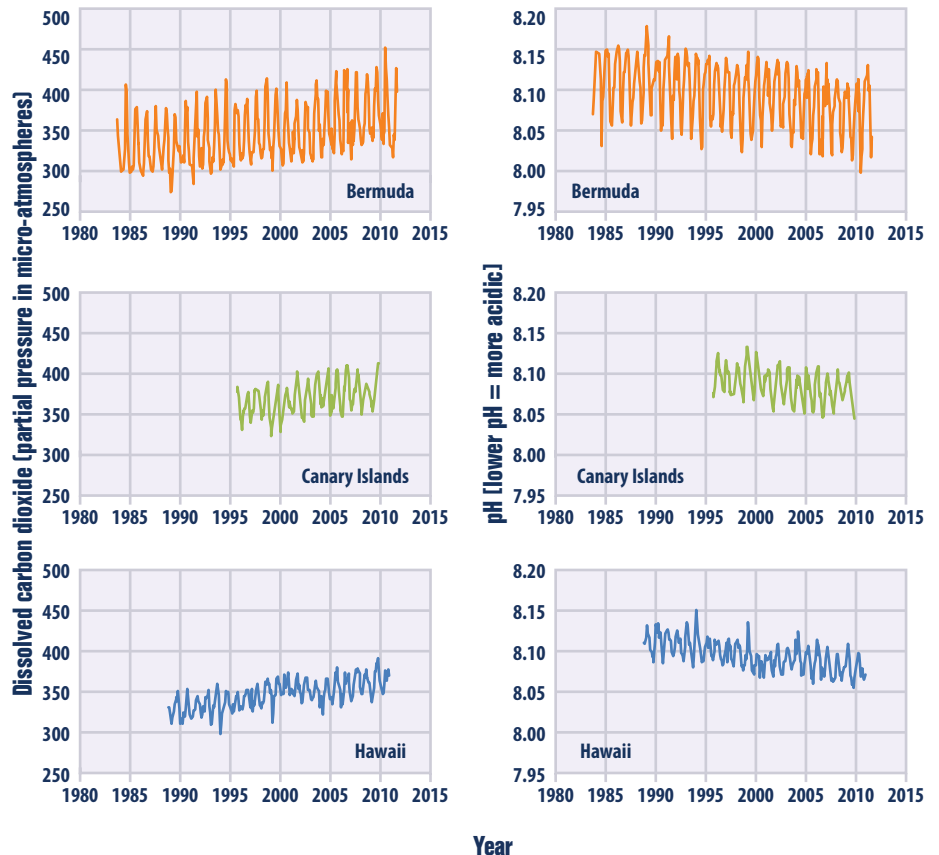 Dissolved carbon dioxide (partial pressure in micro-atmospheres)
500
450
400
350
300
250
Bermuda
1980 1985 1990 1995 2000 2005 2010 2015
500
450
400
350
300
250
Canary Islands
1980 1985 1990 1995 2000 2005 2010 2015
500
450
400
350
300
250
Hawaii
1980 1985 1990 1995 2000 2005 2010 2015
pH [lower pH = more acidic]
8.20
8.15
8.10
8.05
8.00
7.95
Bermuda
1980 1985 1990 1995 2000 2005 2010 2015
8.20
8.15
8.10
8.05
8.00
7.95
Canary Islands
1980 1985 1990 1995 2000 2005 2010 2015
8.20
8.15
8.10
8.05
8.00
7.95
Hawaii
1980 1985 1990 1995 2000 2005 2010 2015
Year